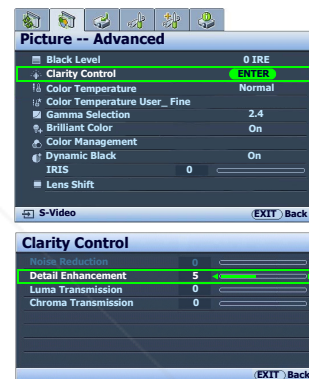 Picture -- Advanced
Black Level 0 IRE
Clarity Control ENTER
Color Temperature Normal
Color Temperature User_ Fine
Gamma Selection 2.4
Brilliant Color On
Color Management
Dynamic Black On
IRIS 0
Lens Shift
S-Video EXIT Back
Clarity Control
Noise Reduction 0
Detail Enhancement 5
Luma Transmission 0
Chroma Transmission 0
EXIT Back